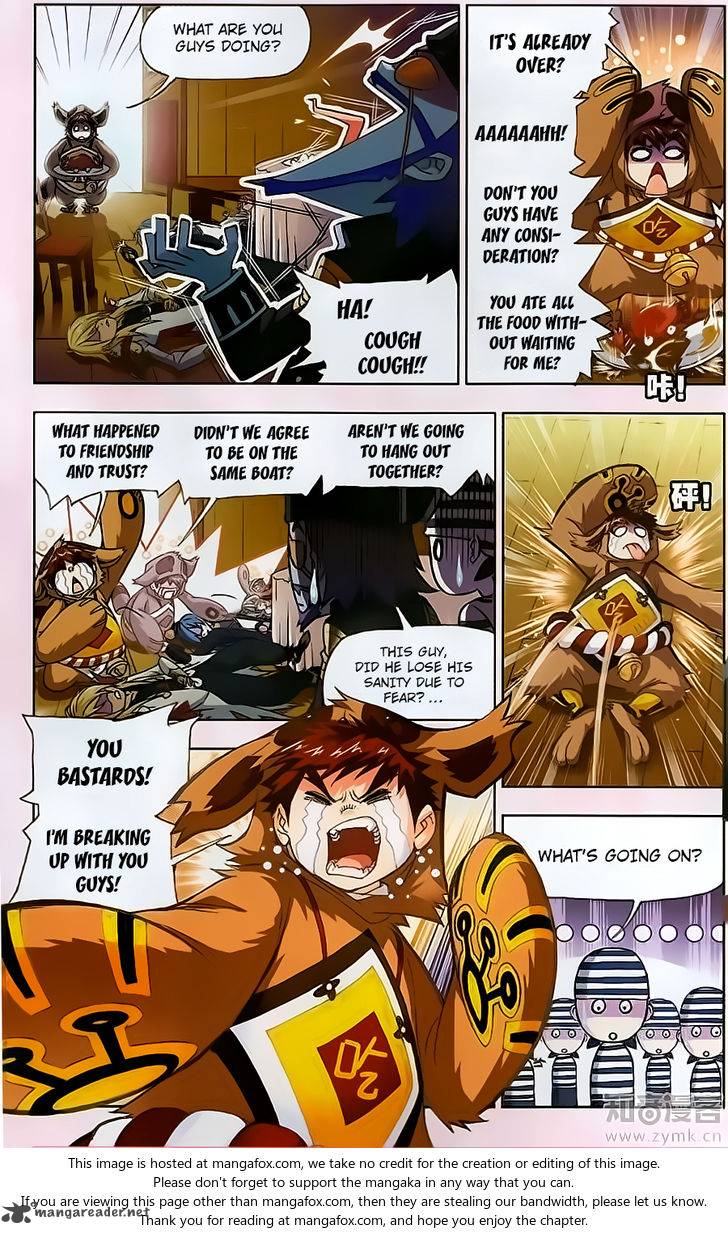 WHAT ARE YOU
GUYS DOING?
HA!
COUGH
COUGH!!
IT'S ALREADY
OVER?
AAAAAAHH!
DON'T YOU
GUYS HAVE
ANY CONSI-
DERATION?
YOU ATE ALL
THE FOOD WITH-
OUT WAITING
FOR ME?
咔!
WHAT HAPPENED
TO FRIENDSHIP
AND TRUST?
DIDN'T WE AGREE
TO BE ON THE
SAME BOAT?
AREN'T WE GOING
TO HANG OUT
TOGETHER?
THIS GUY,
DID HE LOSE HIS
SANITY DUE TO
FEAR? ...
砰!
YOU
BASTARDS!
I'M BREAKING
UP WITH YOU
GUYS!
WHAT'S GOING ON?
知音漫客
www.zymk.cn
This image is hosted at mangafox.com, we take no credit for the creation or editing of this image.
Please don't forget to support the mangaka in any way that you can.
If you are viewing this page other than mangafox.com, then they are stealing our bandwidth, please let us know.
mangareader.net
Thank you for reading at mangafox.com, and hope you enjoy the chapter.